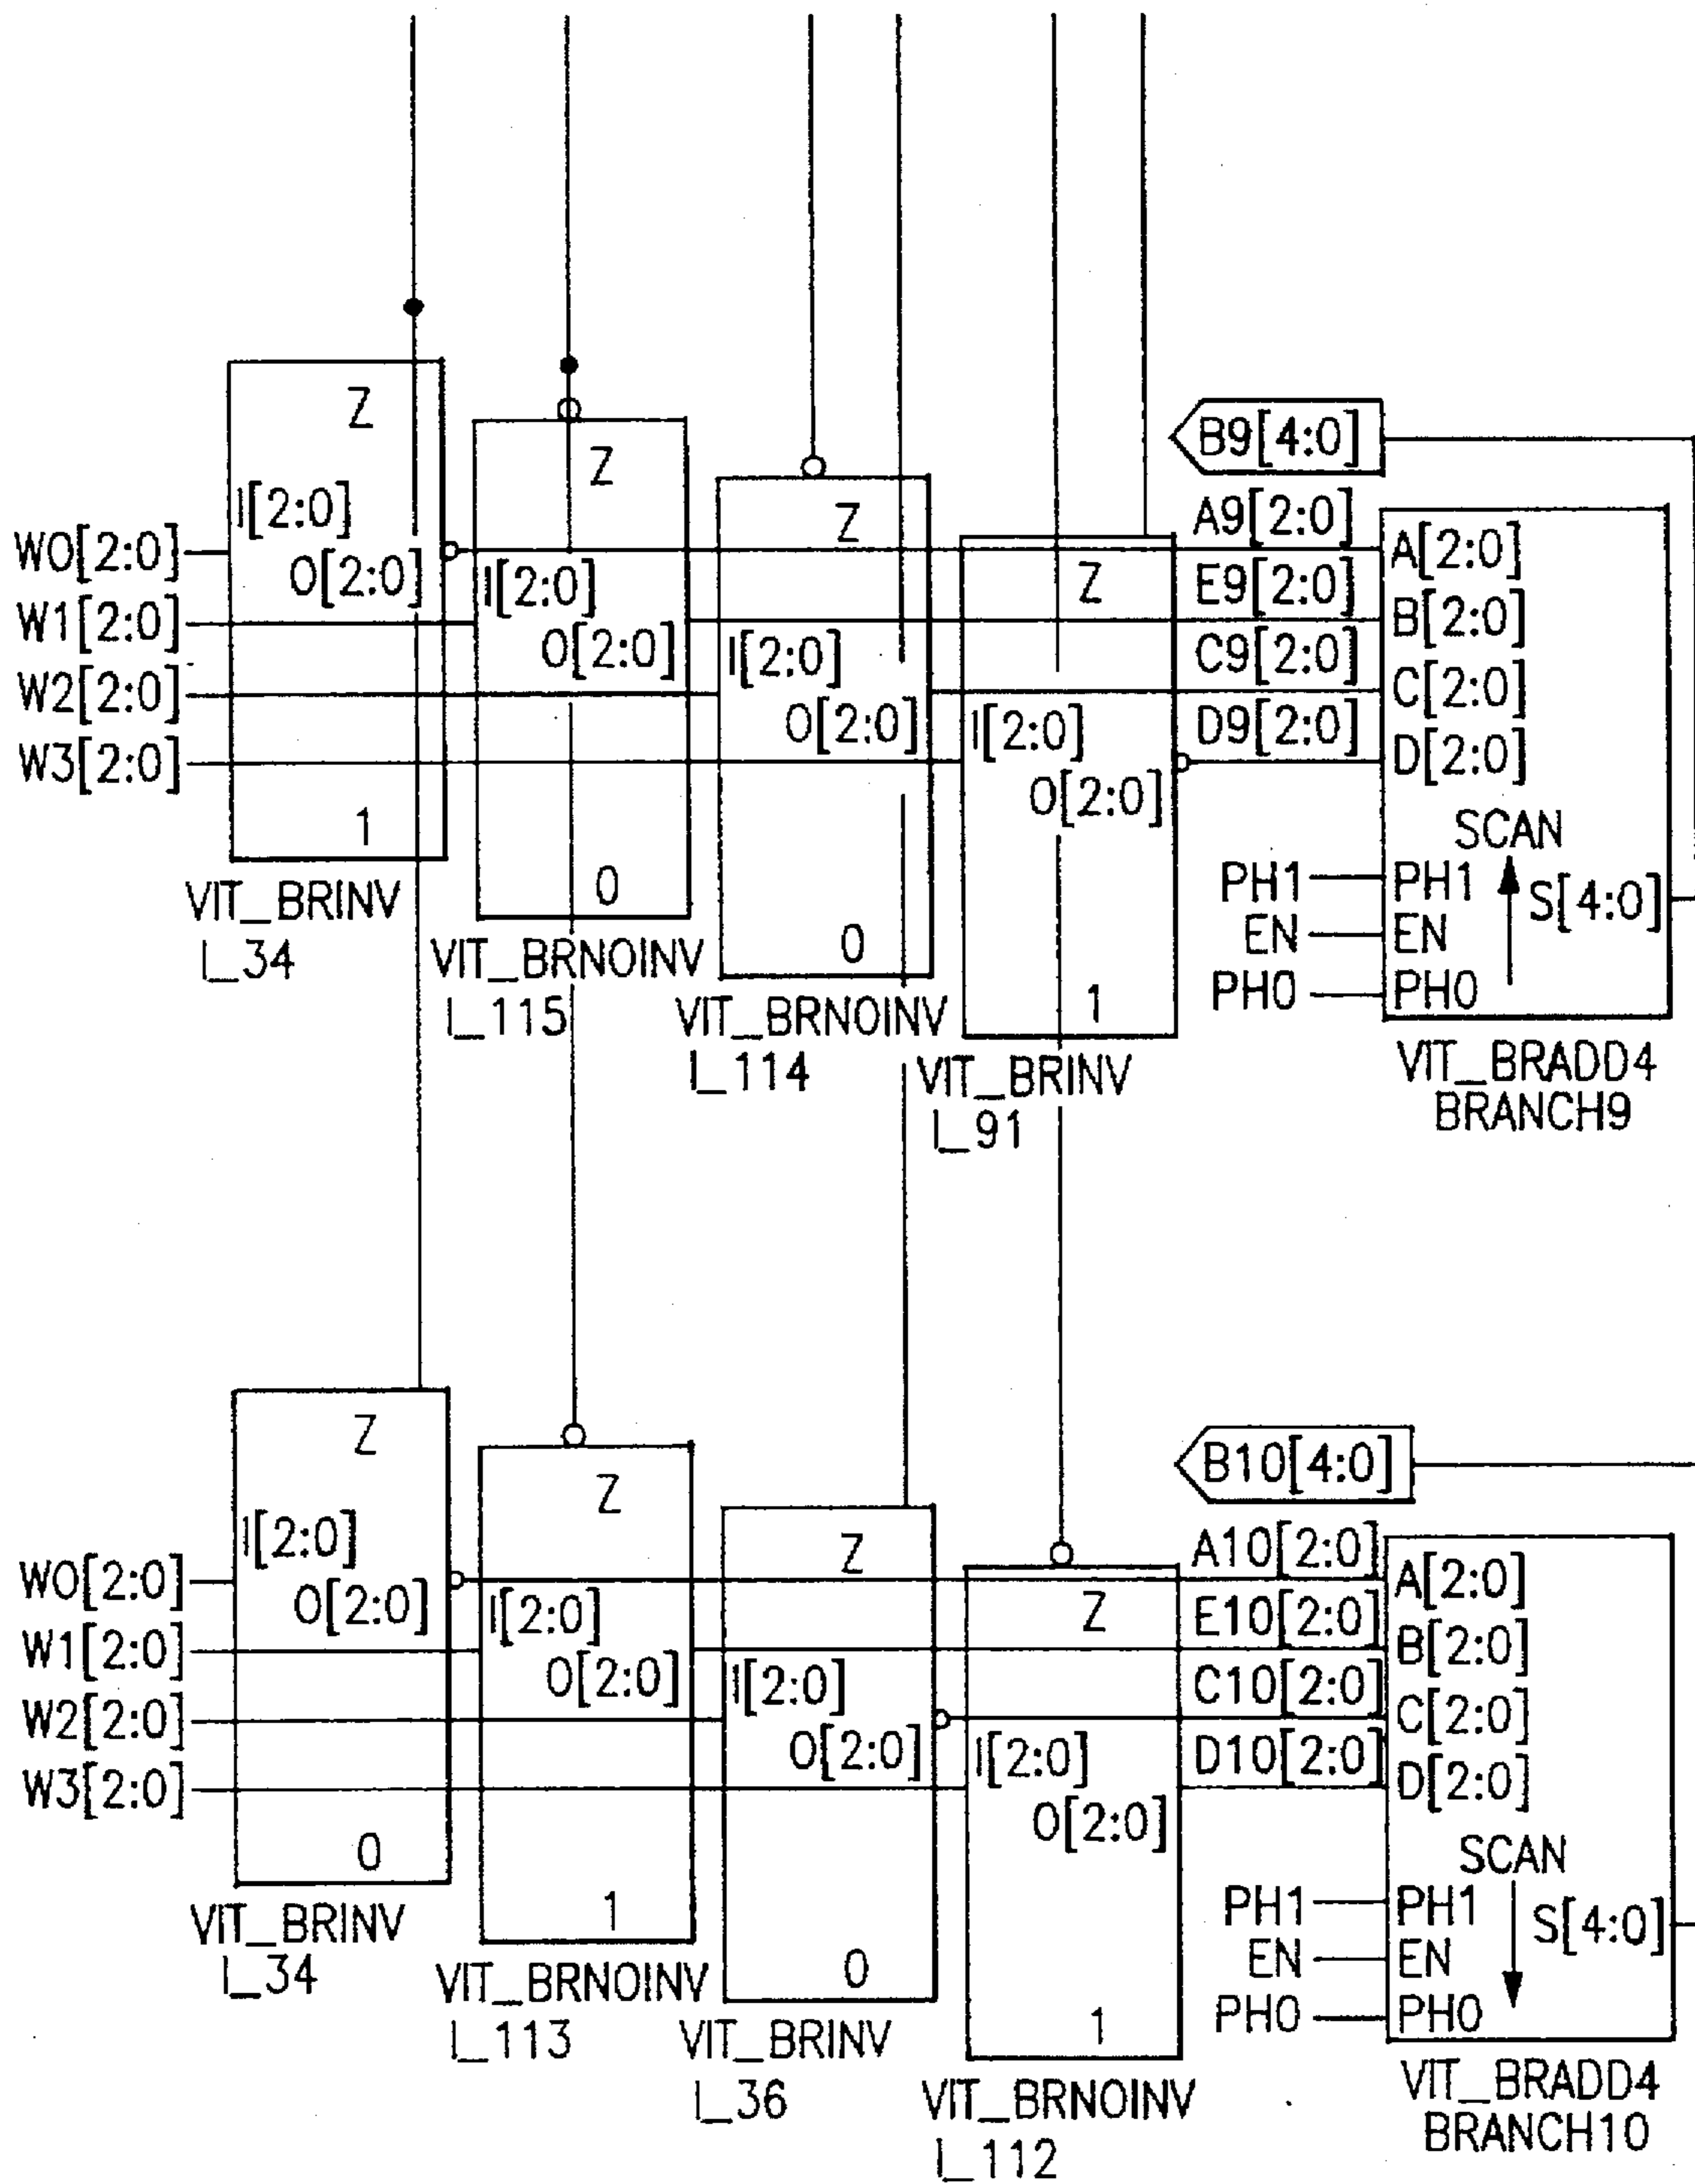 Z
Z
B9[4:0]
I[2:0]
Z
A9[2:0]
W0[2:0]
O[2:0]
I[2:0]
Z
E9[2:0]
A[2:0]
W1[2:0]
O[2:0]
I[2:0]
C9[2:0]
B[2:0]
W2[2:0]
O[2:0]
I[2:0]
D9[2:0]
C[2:0]
W3[2:0]
O[2:0]
D[2:0]
1
SCAN
0
PH1
PH1
S[4:0]
VIT_BRINV
I_34
0
EN
EN
VIT_BRNOINV
I_115
1
PH0
PH0
VIT_BRNOINV
I_114
VIT_BRINV
I_91
VIT_BRADD4
BRANCH9
Z
Z
B10[4:0]
I[2:0]
Z
A10[2:0]
W0[2:0]
O[2:0]
I[2:0]
Z
E10[2:0]
A[2:0]
W1[2:0]
O[2:0]
I[2:0]
C10[2:0]
B[2:0]
W2[2:0]
O[2:0]
I[2:0]
D10[2:0]
C[2:0]
W3[2:0]
O[2:0]
D[2:0]
0
SCAN
1
PH1
PH1
S[4:0]
VIT_BRINV
I_34
0
EN
EN
VIT_BRNOINV
I_113
1
PH0
PH0
VIT_BRINV
I_36
VIT_BRNOINV
I_112
VIT_BRADD4
BRANCH10